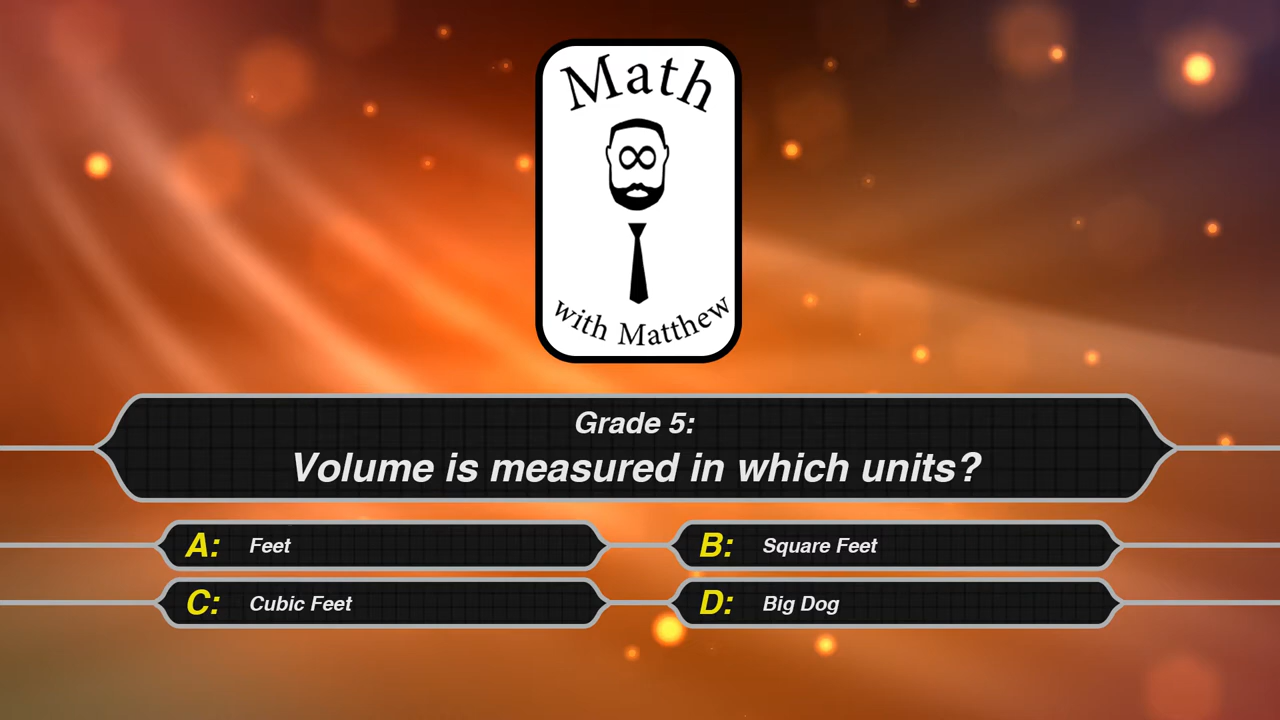 Math
with Matthew
Grade 5:
Volume is measured in which units?
A: Feet
B: Square Feet
C: Cubic Feet
D: Big Dog